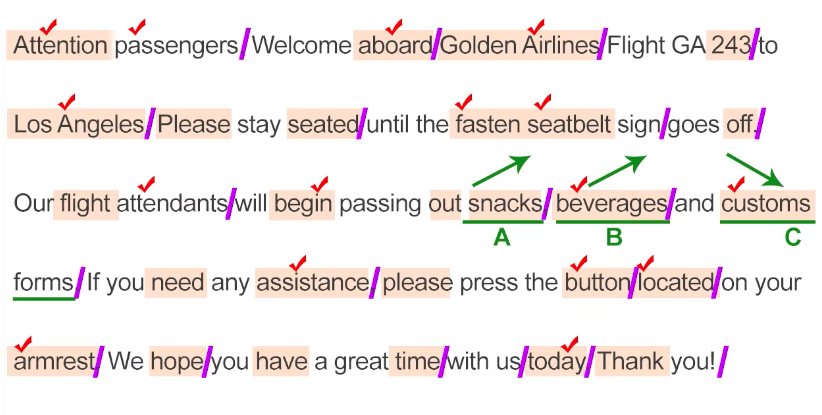 Attention passengers/Welcome aboard/Golden Airlines/Flight GA 243/to
Los Angeles/Please stay seated/until the fasten seatbelt sign/goes off./
Our flight attendants/will begin passing out snacks/beverages/and customs
A B C
forms/If you need any assistance,/please press the button/located/on your
armrest/We hope/you have a great time/with us/today/Thank you!/